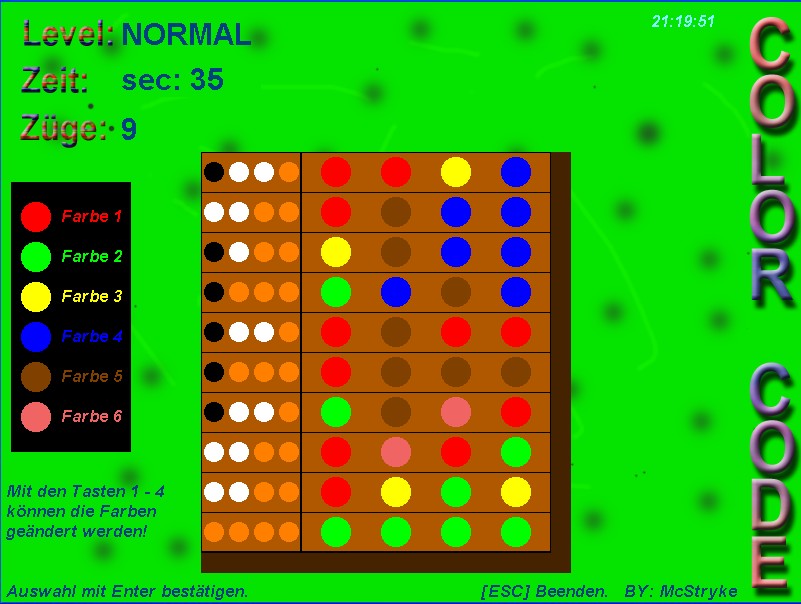 Level: NORMAL
21:19:51
Zeit: sec: 35
Züge: 9
Farbe 1
Farbe 2
Farbe 3
Farbe 4
Farbe 5
Farbe 6
COLOR CODE
Mit den Tasten 1 - 4
können die Farben
geändert werden!
Auswahl mit Enter bestätigen.
[ESC] Beenden. BY: McStryke